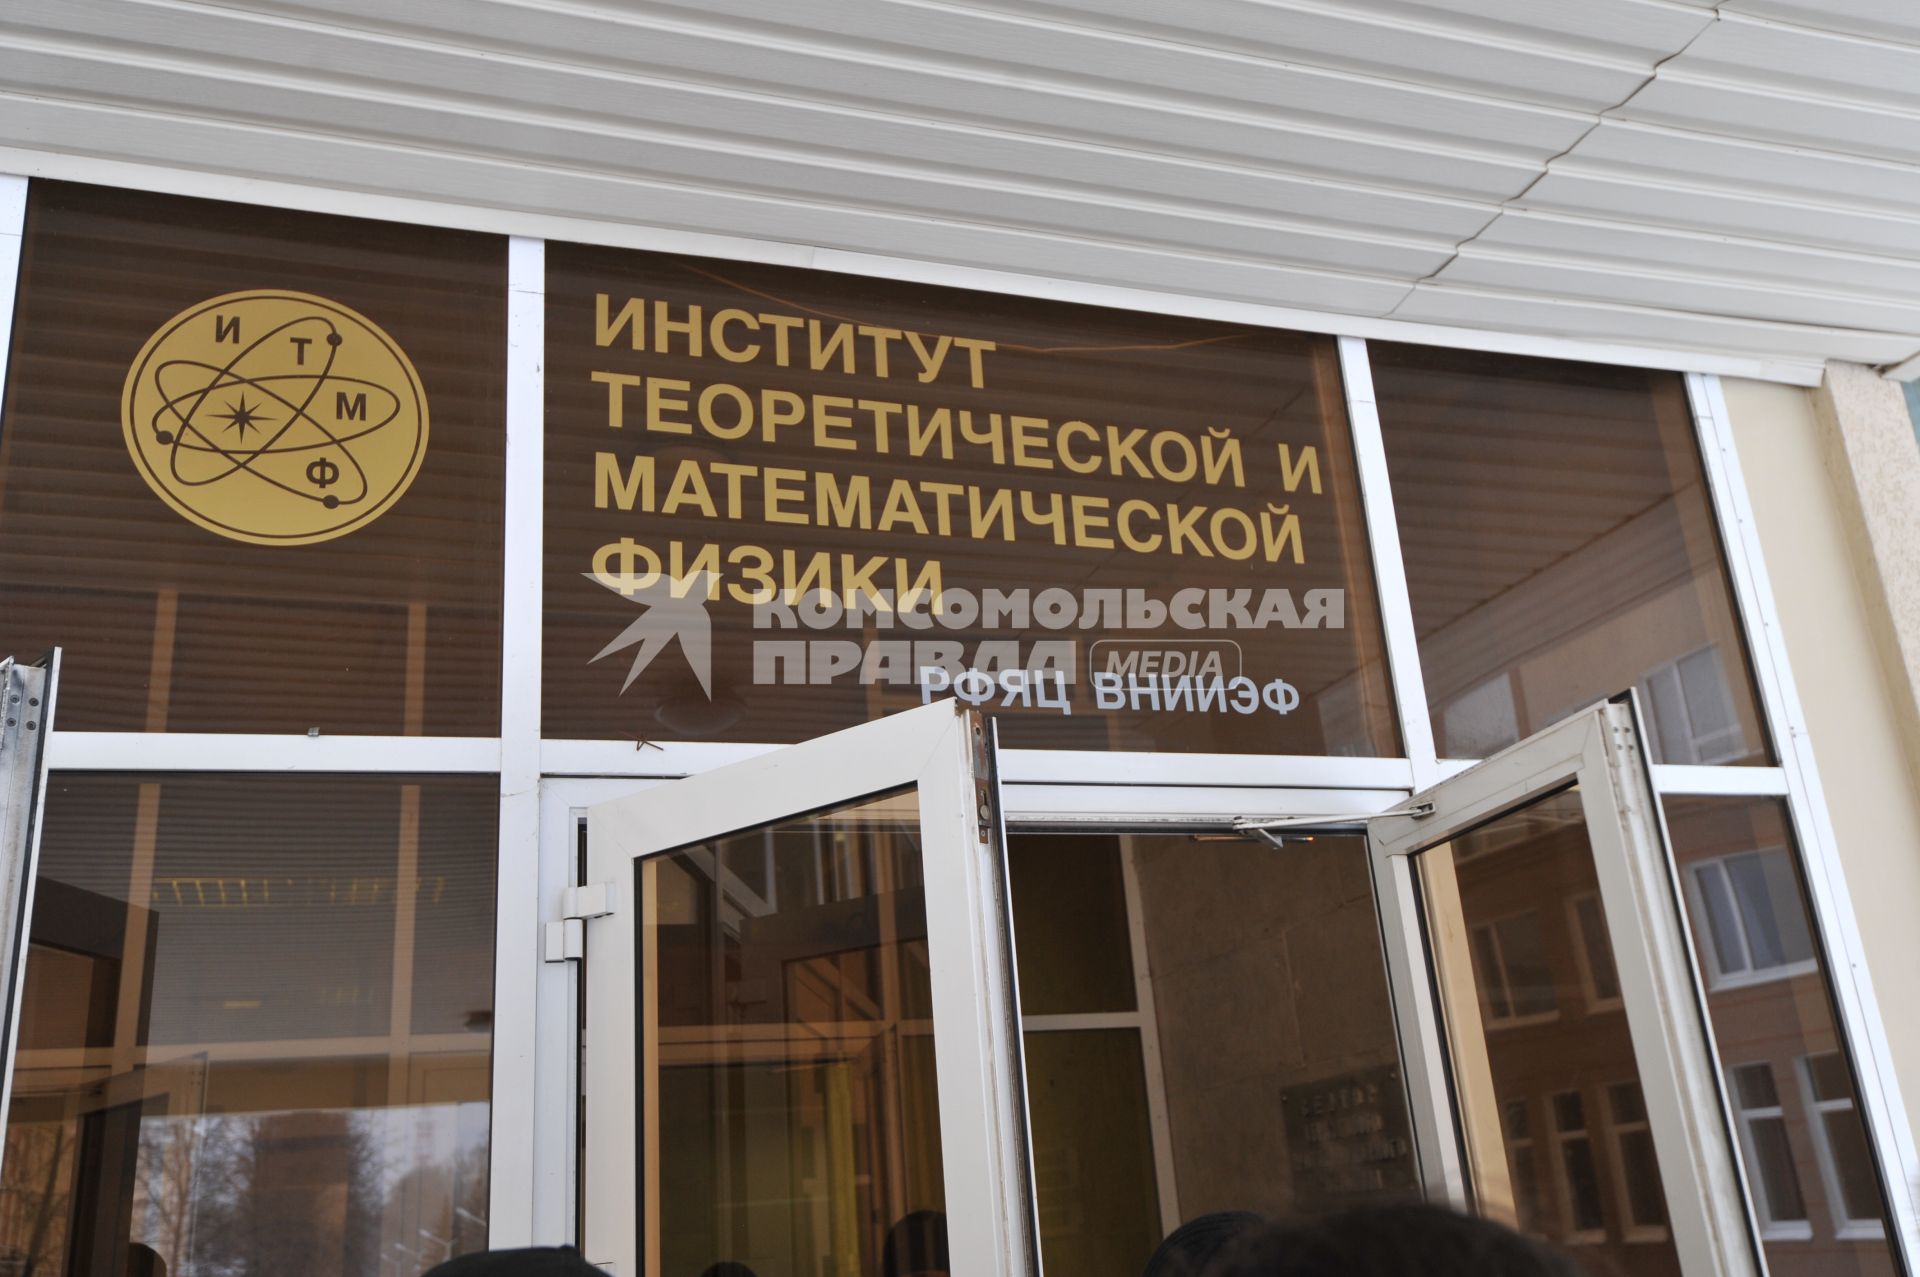 И
Т
М
Ф
ИНСТИТУТ
ТЕОРЕТИЧЕСКОЙ И
МАТЕМАТИЧЕСКОЙ
ФИЗИКИ
КОМСОМОЛЬСКАЯ
ПРАВДА MEDIA
РФЯЦ ВНИИЭФ